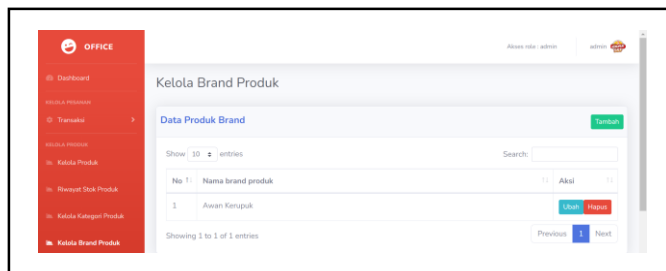 OFFICE
Akses role : admin
admin
Dashboard
KELOLA PESANAN
Transaksi
KELOLA PRODUK
Kelola Produk
Riwayat Stok Produk
Kelola Kategori Produk
Kelola Brand Produk
Kelola Brand Produk
Data Produk Brand
Tambah
Show 10 entries
Search:
No Nama brand produk Aksi
1 Awan Kerupuk Ubah Hapus
Showing 1 to 1 of 1 entries
Previous 1 Next